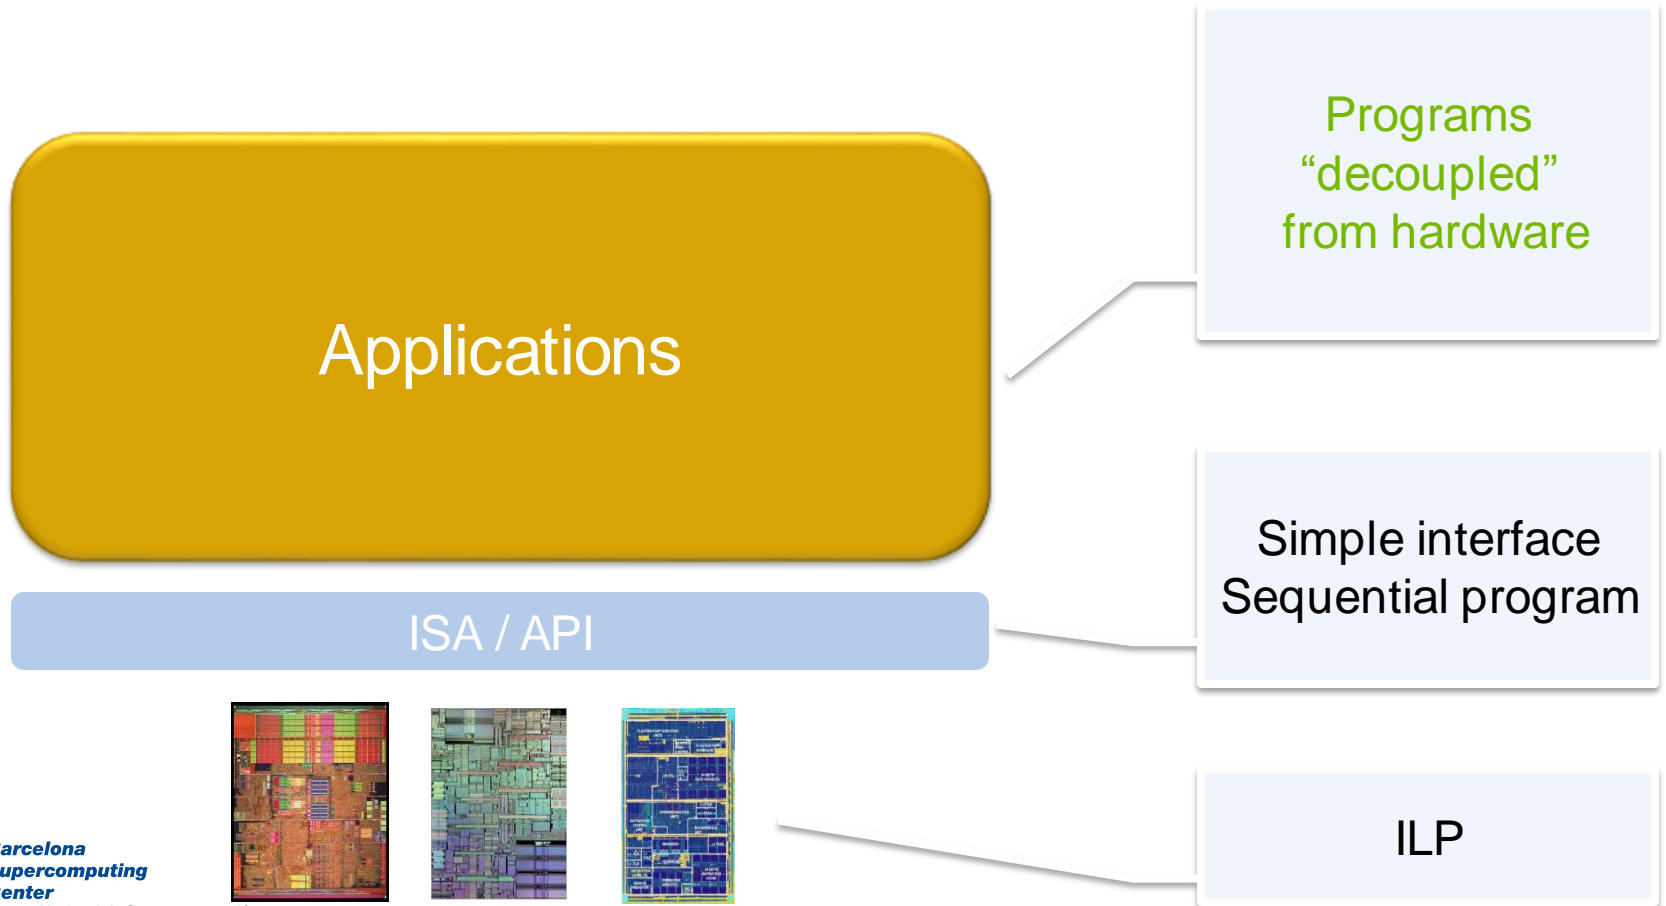 Programs
“decoupled”
from hardware
Applications
Simple interface
Sequential program
ISA / API
ILP
arcelona
upercomputing
enter